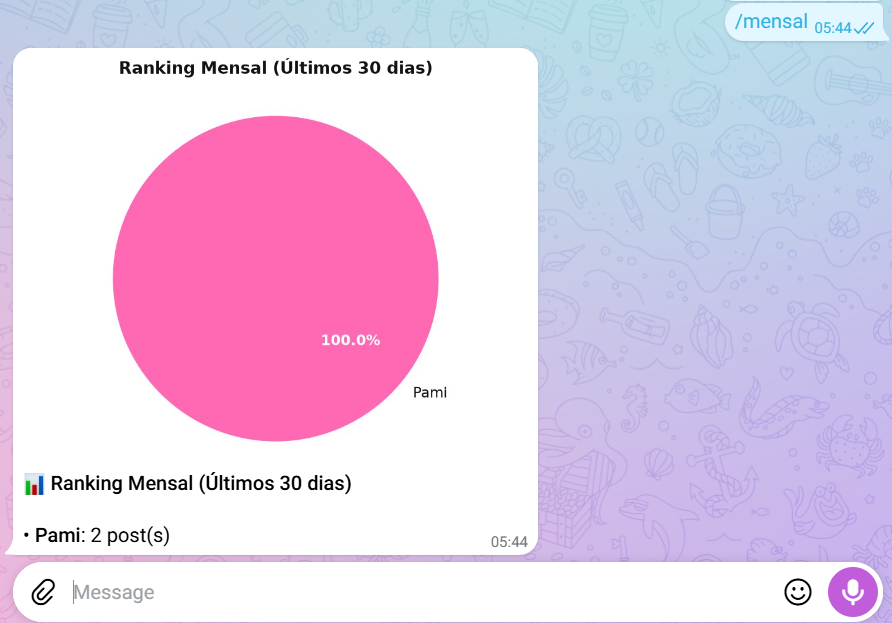 /mensal 05:44
Ranking Mensal (Últimos 30 dias)
100.0%
Pami
📊 Ranking Mensal (Últimos 30 dias)
• Pami: 2 post(s)
05:44
Message